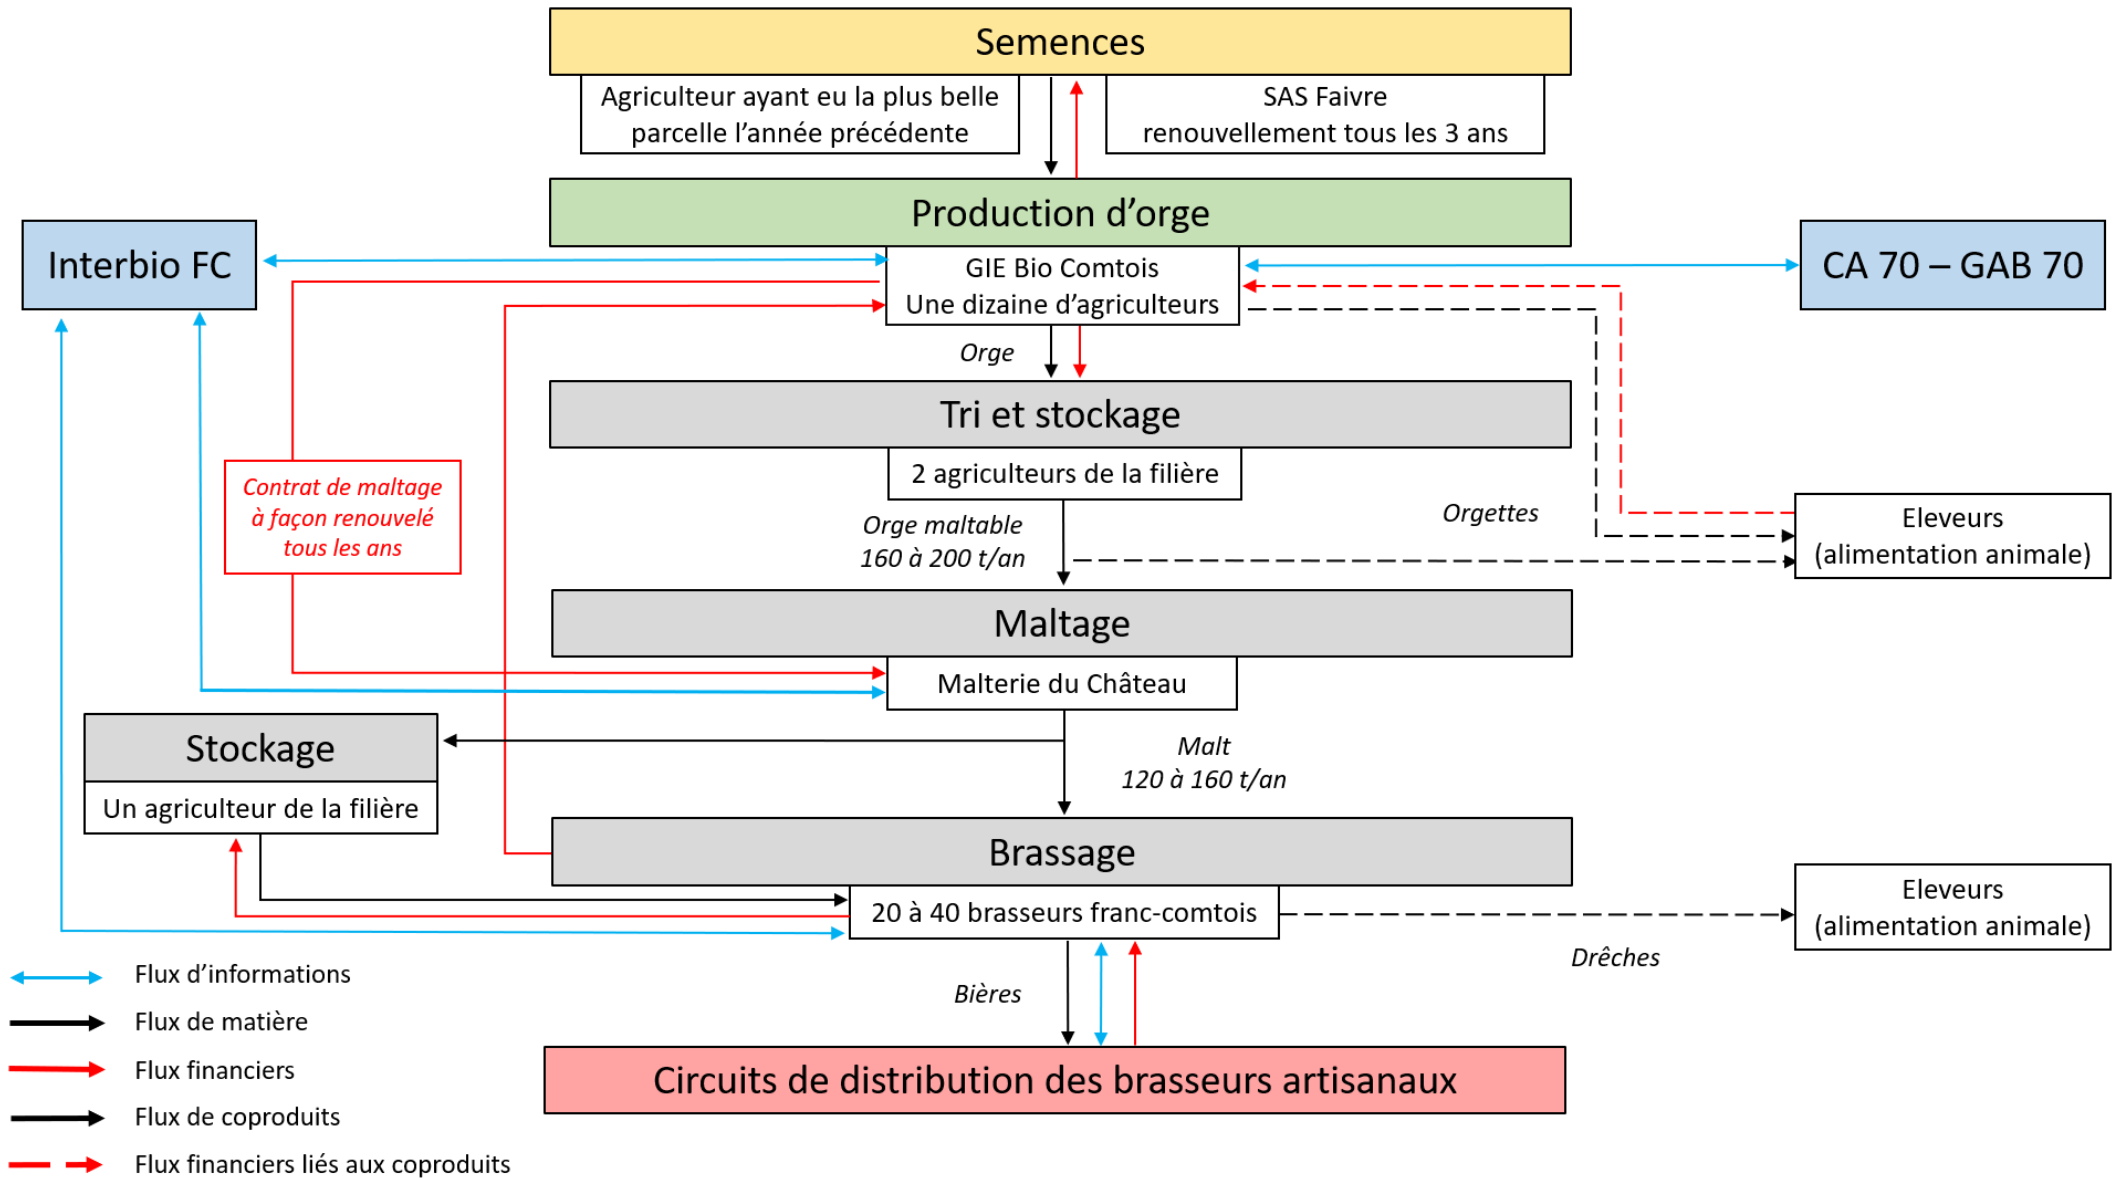 Semences
Agriculteur ayant eu la plus belle
parcelle l’année précédente
SAS Faivre
renouvellement tous les 3 ans
Production d’orge
Interbio FC
GIE Bio Comtois
Une dizaine d’agriculteurs
CA 70 – GAB 70
Orge
Tri et stockage
2 agriculteurs de la filière
Contrat de maltage
à façon renouvelé
tous les ans
Orge maltable
160 à 200 t/an
Orgettes
Eleveurs
(alimentation animale)
Maltage
Malterie du Château
Stockage
Un agriculteur de la filière
Malt
120 à 160 t/an
Brassage
20 à 40 brasseurs franc-comtois
Eleveurs
(alimentation animale)
Drêches
Bières
Circuits de distribution des brasseurs artisanaux
Flux d’informations
Flux de matière
Flux financiers
Flux de coproduits
Flux financiers liés aux coproduits